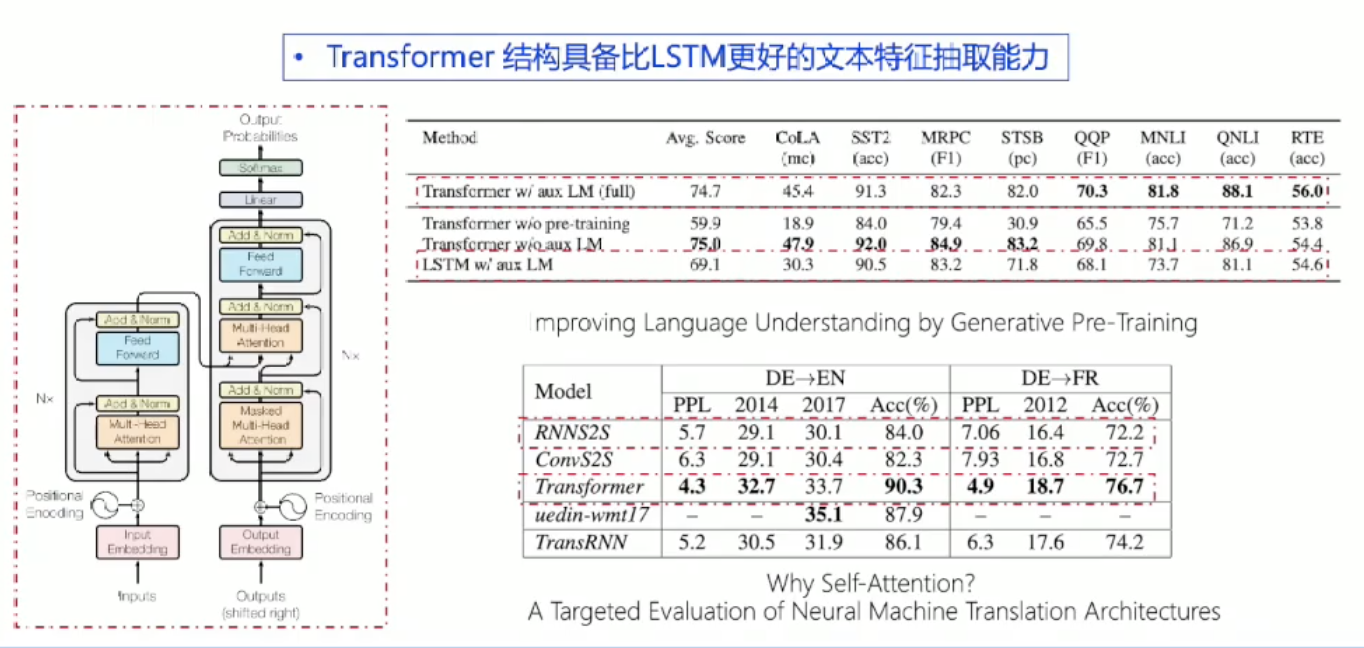 • Transformer 结构具备比LSTM更好的文本特征抽取能力
Output
Probabilities
Softmax
Linear
Add & Norm
Feed
Forward
Add & Norm
Multi-Head
Attention
Add & Norm
Masked
Multi-Head
Attention
N×
Add & Norm
Feed
Forward
Add & Norm
Multi-Head
Attention
N×
Positional
Encoding
Positional
Encoding
Input
Embedding
Output
Embedding
Inputs
Outputs
(shifted right)
Method Avg. Score CoLA SST2 MRPC STSB QQP MNLI QNLI RTE
(mc) (acc) (F1) (pc) (F1) (acc) (acc) (acc)
Transformer w/ aux LM (full) 74.7 45.4 91.3 82.3 82.0 70.3 81.8 88.1 56.0
Transformer w/o pre-training 59.9 18.9 84.0 79.4 30.9 65.5 75.7 71.2 53.8
Transformer w/o aux LM 75.0 47.9 92.0 84.9 83.2 69.8 81.1 86.9 54.4
LSTM w/ aux LM 69.1 30.3 90.5 83.2 71.8 68.1 73.7 81.1 54.6
Improving Language Understanding by Generative Pre-Training
Model DE→EN DE→FR
PPL 2014 2017 Acc(%) PPL 2012 Acc(%)
RNNS2S 5.7 29.1 30.1 84.0 7.06 16.4 72.2
ConvS2S 6.3 29.1 30.4 82.3 7.93 16.8 72.7
Transformer 4.3 32.7 33.7 90.3 4.9 18.7 76.7
uedin-wmt17 – – 35.1 87.9 – – –
TransRNN 5.2 30.5 31.9 86.1 6.3 17.6 74.2
Why Self-Attention?
A Targeted Evaluation of Neural Machine Translation Architectures